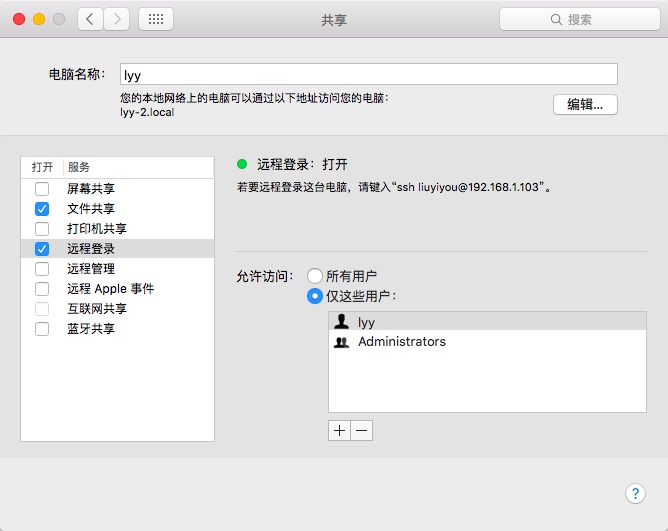 共享
搜索
电脑名称：
lyy
您的本地网络上的电脑可以通过以下地址访问您的电脑：
lyy-2.local
编辑...
打开 服务
屏幕共享
文件共享
打印机共享
远程登录
远程管理
远程 Apple 事件
互联网共享
蓝牙共享
远程登录：打开
若要远程登录这台电脑，请键入“ssh liuyiyou@192.168.1.103”。
允许访问：
所有用户
仅这些用户：
lyy
Administrators
+ −
?